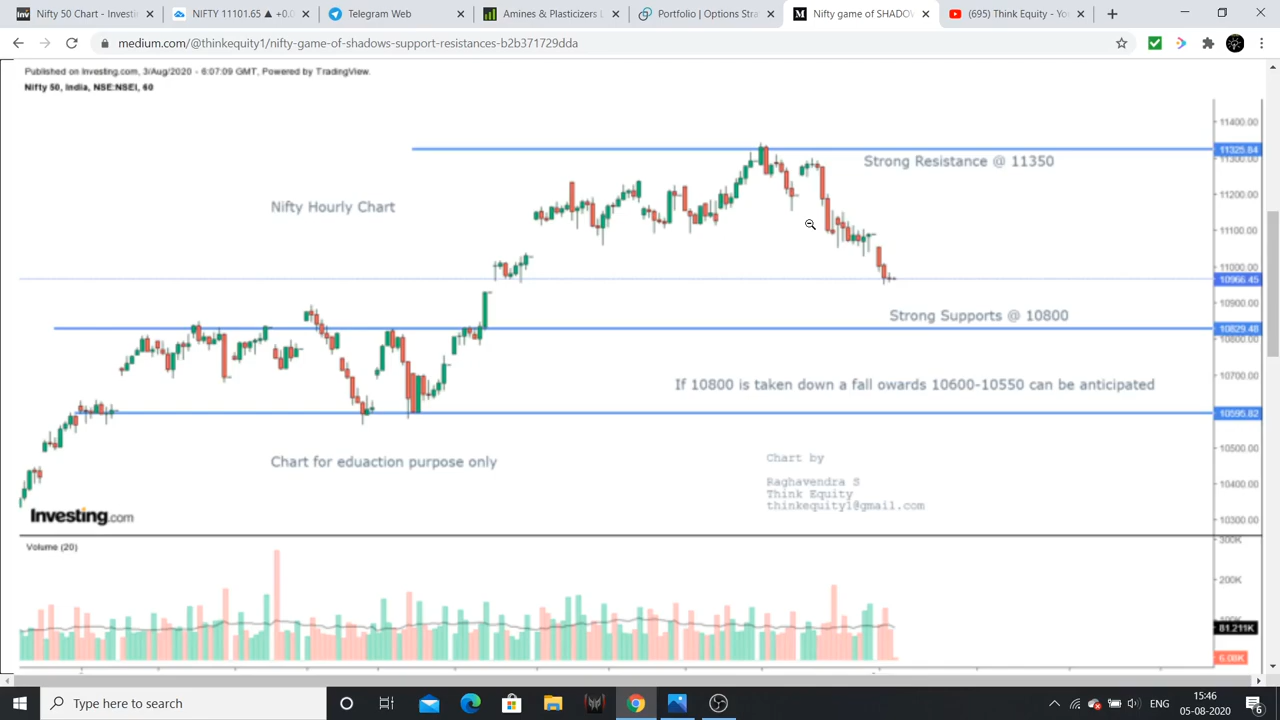 Nifty 50 Chart - Investi
NIFTY 11101.65 ▲ +0.0
Telegram Web
Amines & Plasticizers L
Portfolio | Options Stra
Nifty game of SHADOW
(695) Think Equity - Yo
medium.com/@thinkequity1/nifty-game-of-shadows-support-resistances-b2b371729dda
Published on Investing.com, 3/Aug/2020 - 6:07:09 GMT, Powered by TradingView.
Nifty 50, India, NSE:NSEI, 60
11400.00
11325.84
11300.00
Strong Resistance @ 11350
11200.00
Nifty Hourly Chart
11100.00
11000.00
10966.45
10900.00
Strong Supports @ 10800
10829.48
10800.00
10700.00
If 10800 is taken down a fall owards 10600-10550 can be anticipated
10595.82
10500.00
Chart for eduaction purpose only
Chart by
Raghavendra S
Think Equity
thinkequity1@gmail.com
10400.00
Investing.com
10300.00
Volume (20)
300K
200K
100K
81.211K
6.08K
Type here to search
ENG
15:46
05-08-2020
6